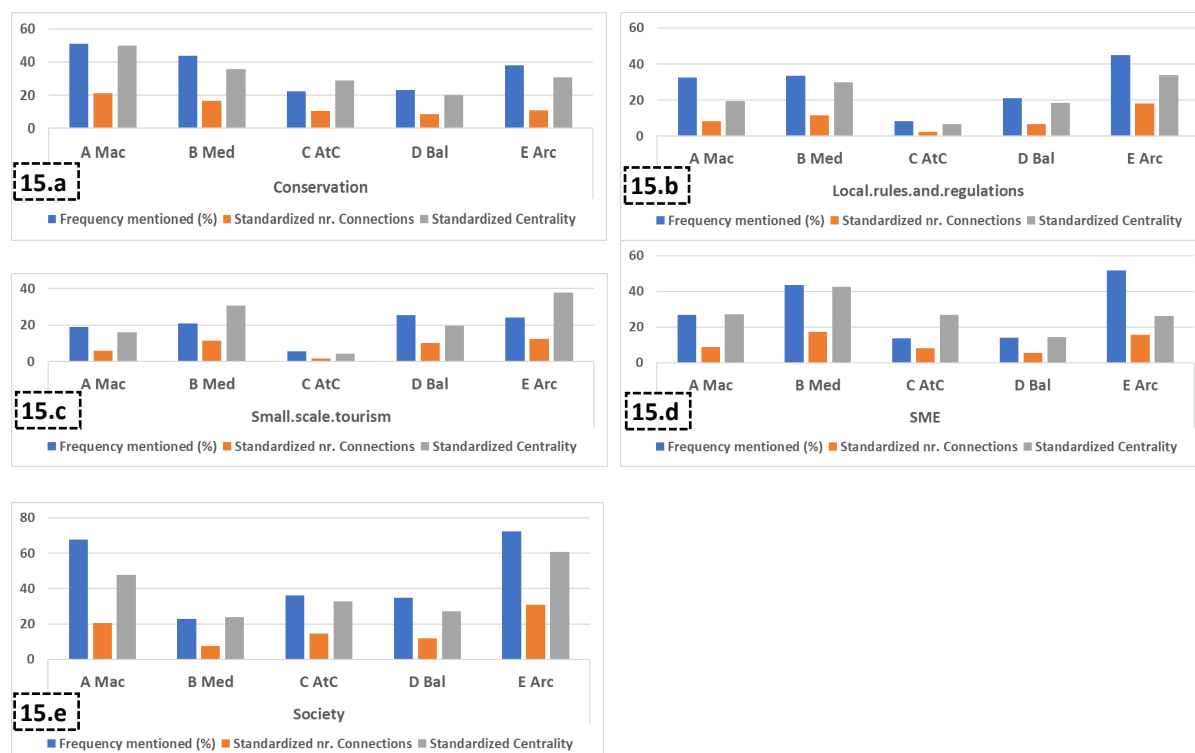 60
40
20
0
A Mac B Med C AtC D Bal E Arc
15.a
Conservation
Frequency mentioned (%) Standardized nr. Connections Standardized Centrality
60
40
20
0
A Mac B Med C AtC D Bal E Arc
15.b
Local.rules.and.regulations
Frequency mentioned (%) Standardized nr. Connections Standardized Centrality
40
20
0
A Mac B Med C AtC D Bal E Arc
15.c
Small.scale.tourism
Frequency mentioned (%) Standardized nr. Connections Standardized Centrality
60
40
20
0
A Mac B Med C AtC D Bal E Arc
15.d
SME
Frequency mentioned (%) Standardized nr. Connections Standardized Centrality
80
60
40
20
0
A Mac B Med C AtC D Bal E Arc
15.e
Society
Frequency mentioned (%) Standardized nr. Connections Standardized Centrality